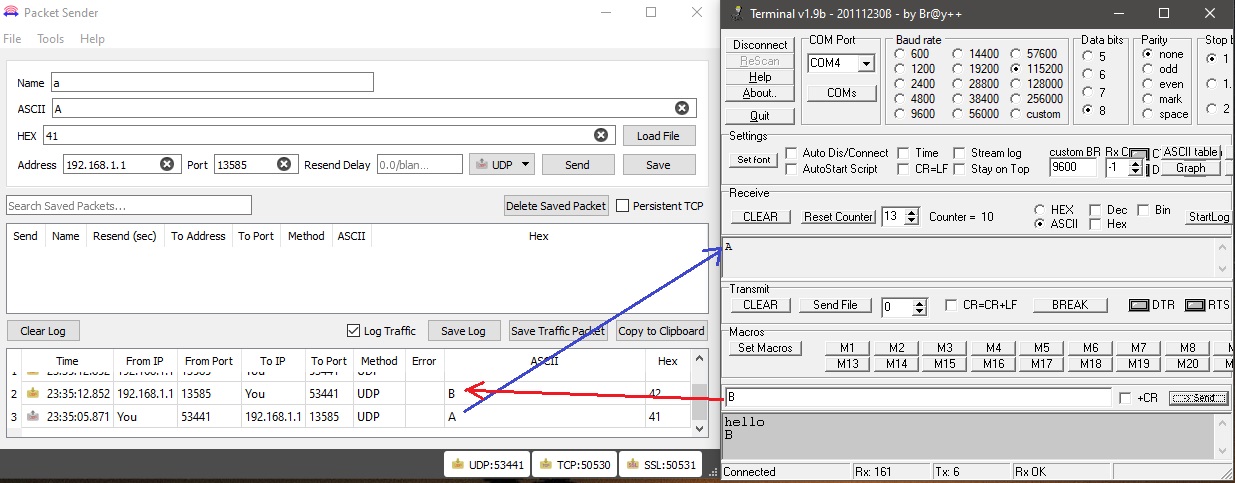 Packet Sender
File Tools Help
Name a
ASCII A
HEX 41 Load File
Address 192.168.1.1 Port 13585 Resend Delay 0.0/blan... UDP Send Save
Search Saved Packets... Delete Saved Packet Persistent TCP
Send Name Resend (sec) To Address To Port Method ASCII Hex
Clear Log Log Traffic Save Log Save Traffic Packet Copy to Clipboard
Time From IP From Port To IP To Port Method Error ASCII Hex
1 23:35:12.852 192.168.1.1 13585 You 53441 UDP
2 23:35:12.852 192.168.1.1 13585 You 53441 UDP B 42
3 23:35:05.871 You 53441 192.168.1.1 13585 UDP A 41
UDP:53441 TCP:50530 SSL:50531
Terminal v1.9b - 20111230ß - by Br@y++
Disconnect
ReScan
Help
About..
Quit
COM Port
COM4
COMs
Baud rate
600 14400 57600
1200 19200 115200
2400 28800 128000
4800 38400 256000
9600 56000 custom
Data bits
5
6
7
8
Parity
none
odd
even
mark
space
Stop b
1
1.
2
Settings
Set font
Auto Dis/Connect Time Stream log
AutoStart Script CR=LF Stay on Top
custom BR Rx C
9600 -1
ASCII table
Graph
Receive
CLEAR Reset Counter 13 Counter = 10
HEX Dec Bin
ASCII Hex
StartLog
A
Transmit
CLEAR Send File 0 CR=CR+LF BREAK DTR RTS
Macros
Set Macros M1 M2 M3 M4 M5 M6 M7 M8
M13 M14 M15 M16 M17 M18 M19 M20
B +CR -> Send
hello
B
Connected Rx: 161 Tx: 6 Rx OK